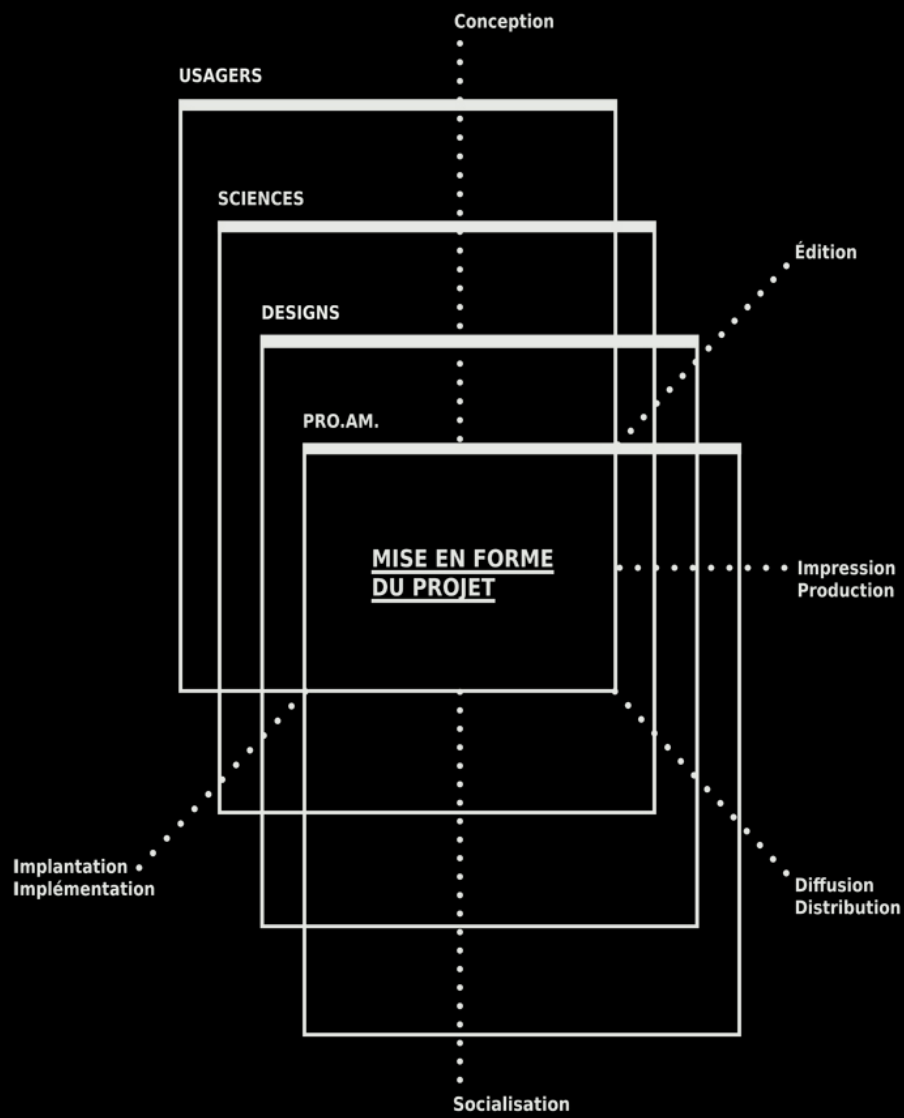 Conception
USAGERS
SCIENCES
Édition
DESIGNS
PRO.AM.
MISE EN FORME
DU PROJET
Impression
Production
Implantation
Implémentation
Diffusion
Distribution
Socialisation